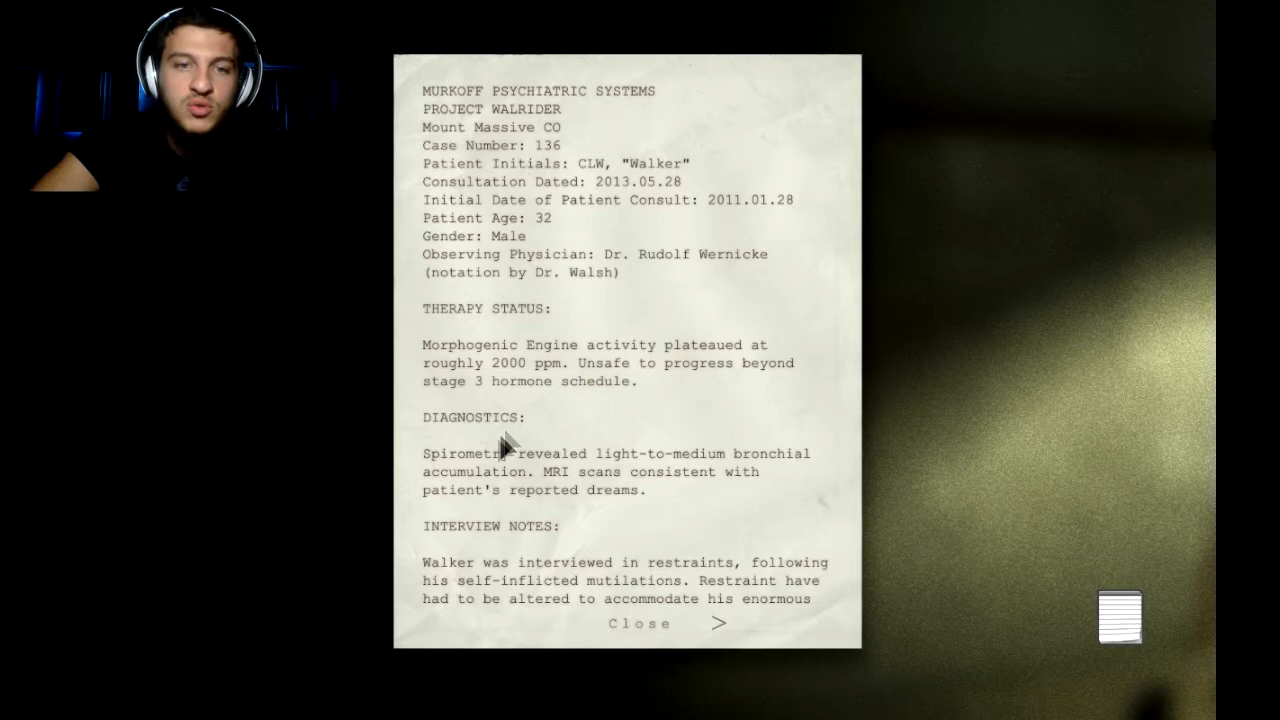 MURKOFF PSYCHIATRIC SYSTEMS
PROJECT WALRIDER
Mount Massive CO
Case Number: 136
Patient Initials: CLW, "Walker"
Consultation Dated: 2013.05.28
Initial Date of Patient Consult: 2011.01.28
Patient Age: 32
Gender: Male
Observing Physician: Dr. Rudolf Wernicke
(notation by Dr. Walsh)
THERAPY STATUS:
Morphogenic Engine activity plateaued at
roughly 2000 ppm. Unsafe to progress beyond
stage 3 hormone schedule.
DIAGNOSTICS:
Spirometry revealed light-to-medium bronchial
accumulation. MRI scans consistent with
patient's reported dreams.
INTERVIEW NOTES:
Walker was interviewed in restraints, following
his self-inflicted mutilations. Restraint have
had to be altered to accommodate his enormous
Close >